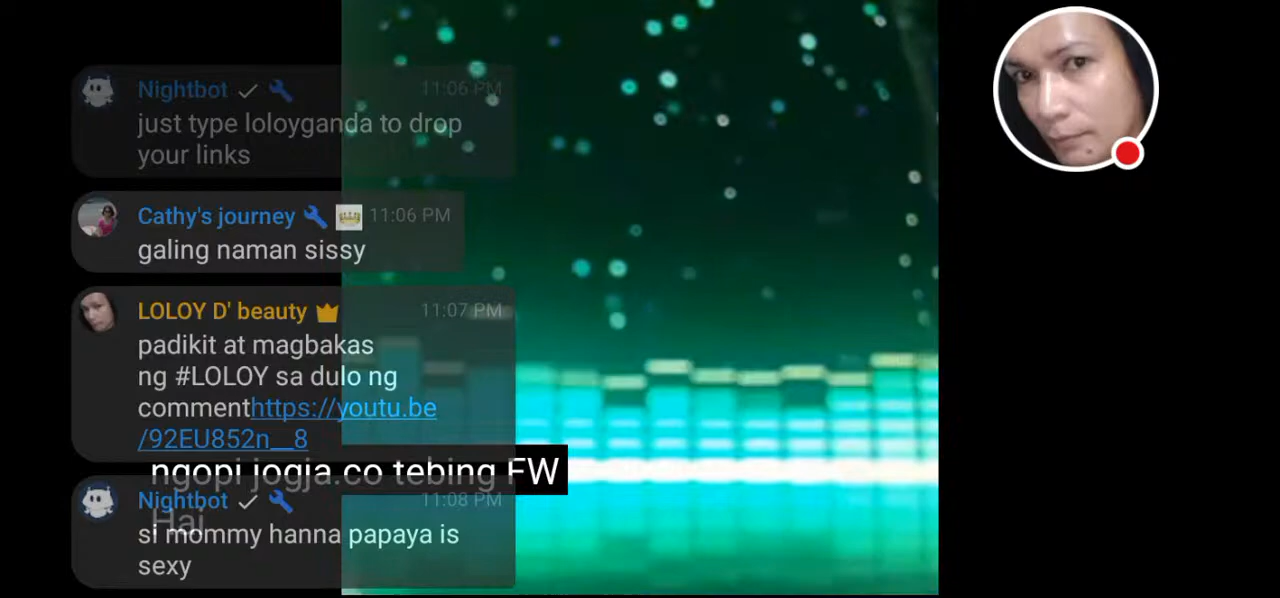 Nightbot 11:06 PM
just type loloyganda to drop
your links
Cathy's journey 11:06 PM
galing naman sissy
LOLOY D' beauty 11:07 PM
padikit at magbakas
ng #LOLOY sa dulo ng
commenthttps://youtu.be
/92EU852n__8
ngopi jogja.co tebing FW
Nightbot 11:08 PM
Hai
si mommy hanna papaya is
sexy